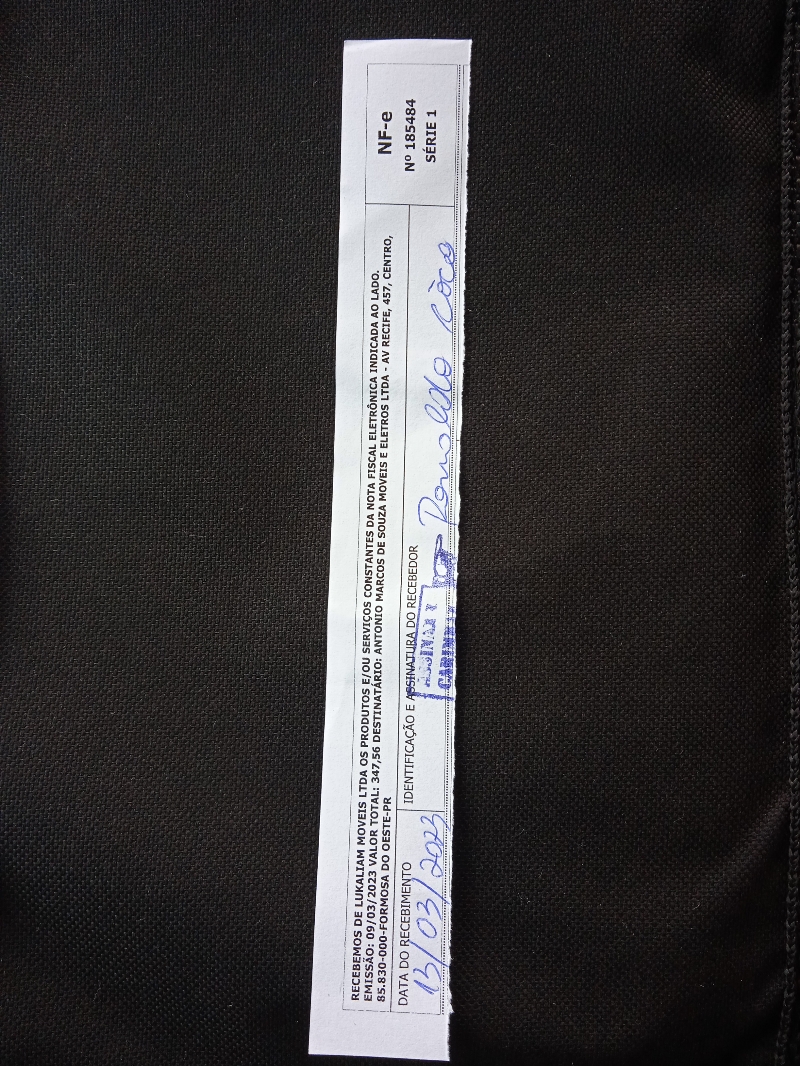 RECEBEMOS DE LUKALIAM MOVEIS LTDA OS PRODUTOS E/OU SERVIÇOS CONSTANTES DA NOTA FISCAL ELETRÔNICA INDICADA AO LADO.
EMISSÃO: 09/03/2023 VALOR TOTAL: 347,56 DESTINATÁRIO: ANTONIO MARCOS DE SOUZA MOVEIS E ELETROS LTDA - AV RECIFE, 457, CENTRO,
85.830-000-FORMOSA DO OESTE-PR
DATA DO RECEBIMENTO
13/03/2023
IDENTIFICAÇÃO E ASSINATURA DO RECEBEDOR
Ronaldo
NF-e
Nº 185484
SÉRIE 1